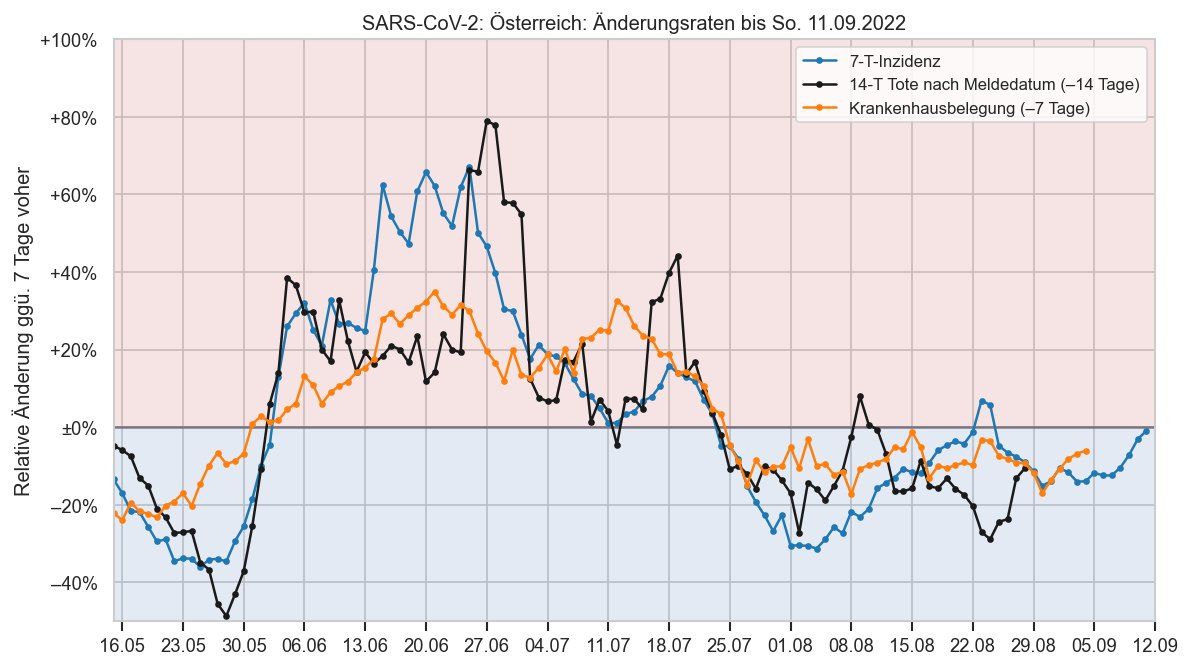 SARS-CoV-2: Österreich: Änderungsraten bis So. 11.09.2022
+100%
+80%
+60%
+40%
+20%
±0%
–20%
–40%
Relative Änderung ggü. 7 Tage voher
7-T-Inzidenz
14-T Tote nach Meldedatum (–14 Tage)
Krankenhausbelegung (–7 Tage)
16.05 23.05 30.05 06.06 13.06 20.06 27.06 04.07 11.07 18.07 25.07 01.08 08.08 15.08 22.08 29.08 05.09 12.09